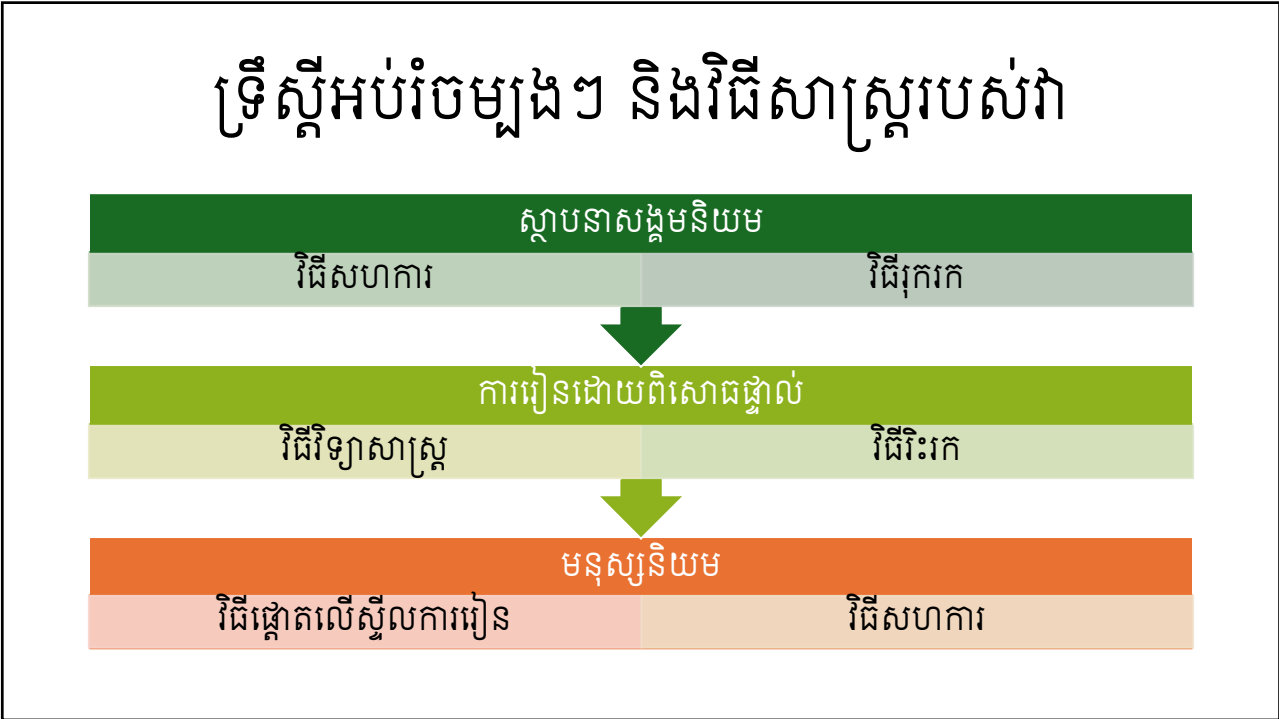 ទ្រឹស្តីអប់រំចម្បងៗ និងវិធីសាស្ត្ររបស់វា
ស្ថាបនាសង្គមនិយម
វិធីសហការ
វិធីរុករក
ការរៀនដោយពិសោធផ្ទាល់
វិធីវិទ្យាសាស្ត្រ
វិធីរិះរក
មនុស្សនិយម
វិធីផ្តោតលើស្ទីលការរៀន
វិធីសហការ